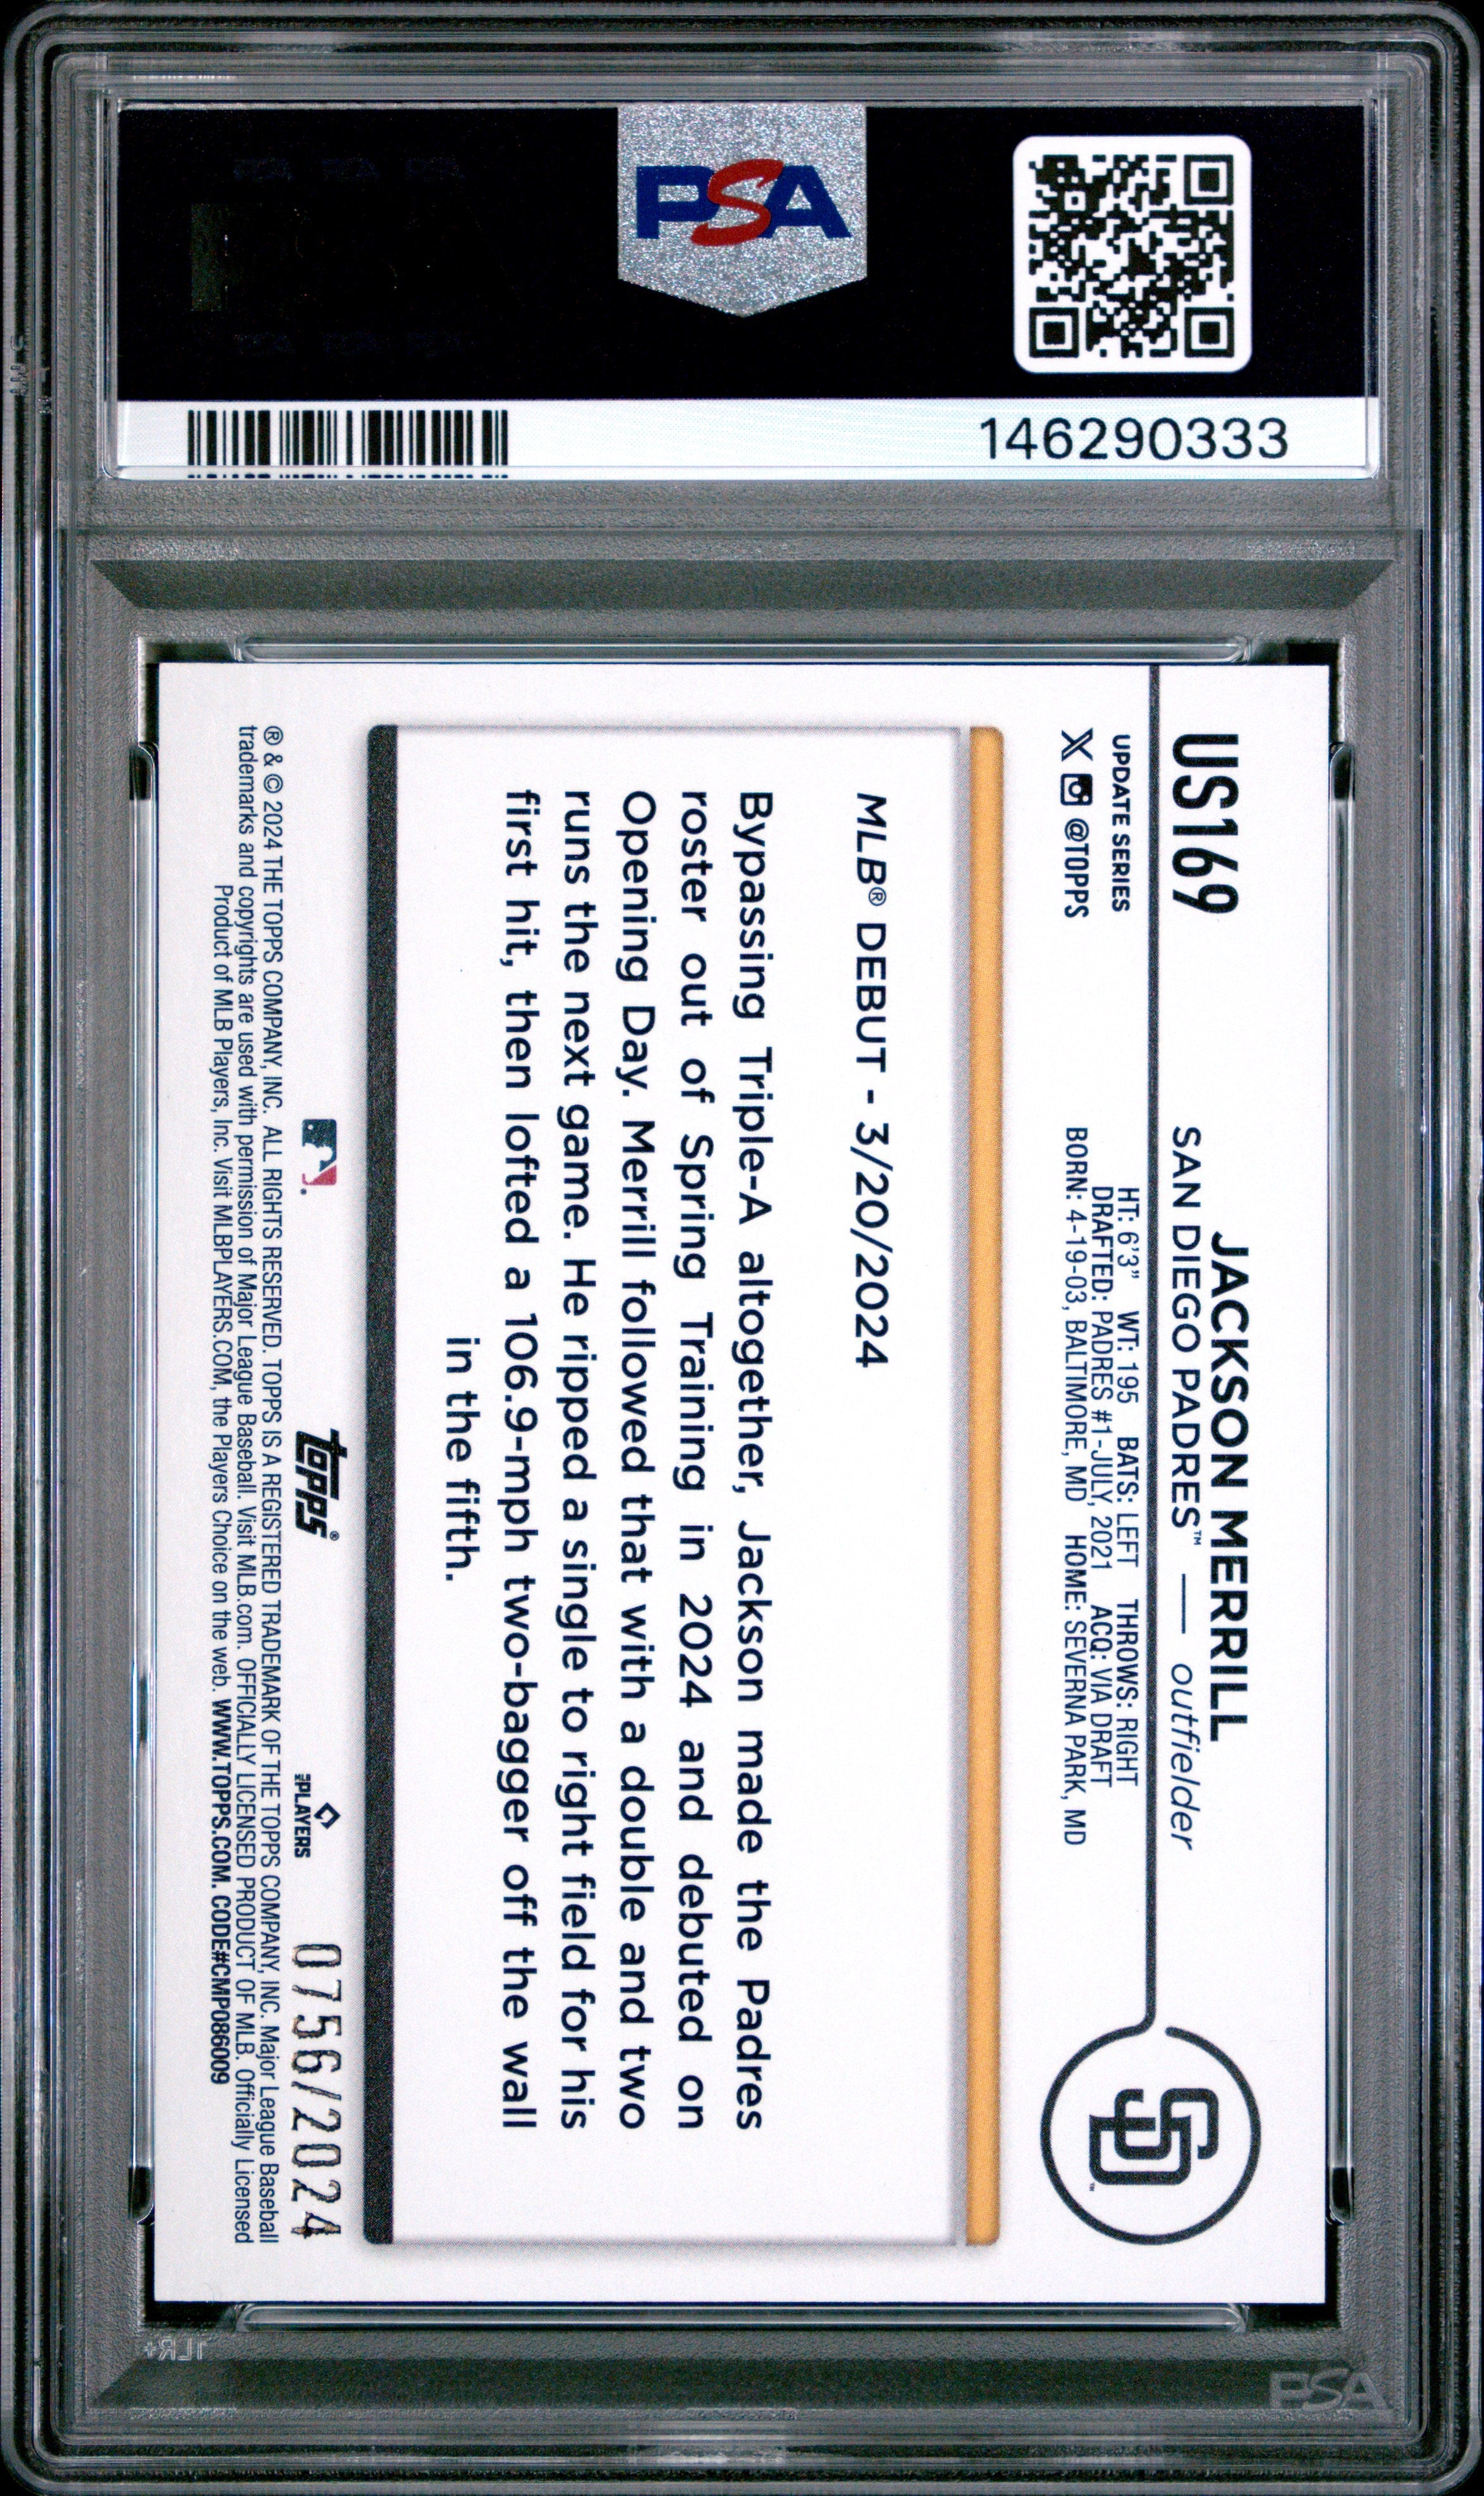 PSA
146290333
US169
JACKSON MERRILL
SAN DIEGO PADRES™ — outfielder
UPDATE SERIES
@TOPPS
HT: 6'3" WT: 195 BATS: LEFT THROWS: RIGHT
DRAFTED: PADRES #1-JULY, 2021 ACQ: VIA DRAFT
BORN: 4-19-03, BALTIMORE, MD HOME: SEVERNA PARK, MD
SD™
MLB® DEBUT - 3/20/2024
Bypassing Triple-A altogether, Jackson made the Padres
roster out of Spring Training in 2024 and debuted on
Opening Day. Merrill followed that with a double and two
runs the next game. He ripped a single to right field for his
first hit, then lofted a 106.9-mph two-bagger off the wall
in the fifth.
topps®
PLAYERS
0756/2024
® & © 2024 THE TOPPS COMPANY, INC. ALL RIGHTS RESERVED. TOPPS IS A REGISTERED TRADEMARK OF THE TOPPS COMPANY, INC. Major League Baseball
trademarks and copyrights are used with permission of Major League Baseball. Visit MLB.com. OFFICIALLY LICENSED PRODUCT OF MLB. Officially Licensed
Product of MLB Players, Inc. Visit MLBPLAYERS.COM, the Players Choice on the web. WWW.TOPPS.COM. CODE#CMP086009
PSA